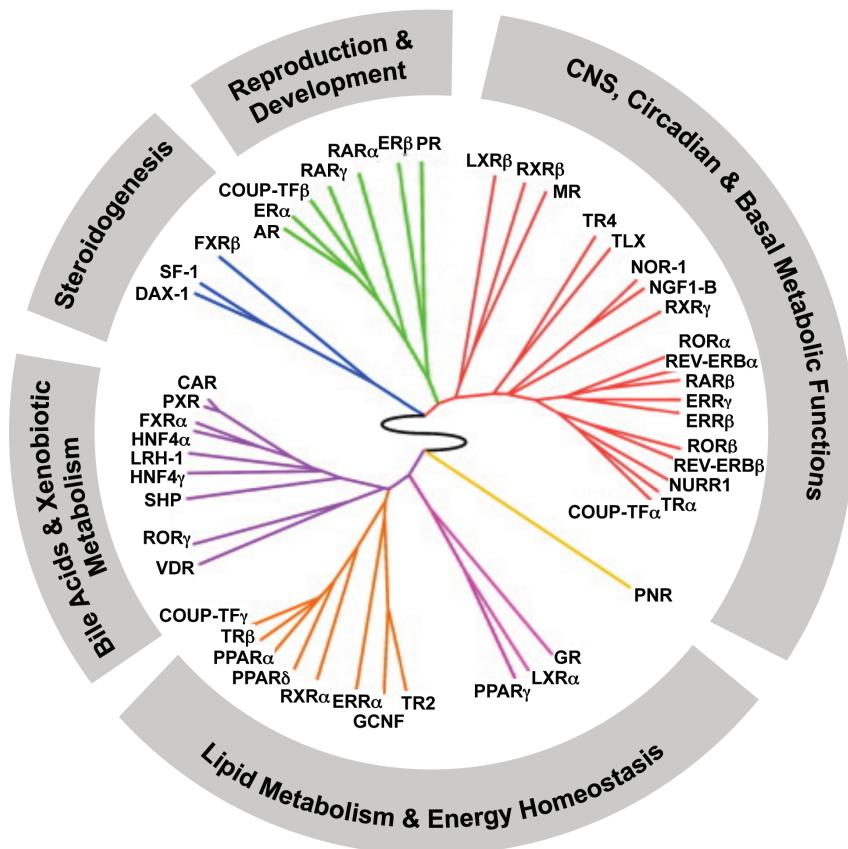 Reproduction &
Development
CNS, Circadian & Basal Metabolic Functions
Steroidogenesis
Bile Acids & Xenobiotic
Metabolism
Lipid Metabolism & Energy Homeostasis
FXRβ
SF-1
DAX-1
AR
ERα
COUP-TFβ
RARγ
RARα
ERβ
PR
LXRβ
RXRβ
MR
TR4
TLX
NOR-1
NGF1-B
RXRγ
RORα
REV-ERBα
RARβ
ERRγ
ERRβ
RORβ
REV-ERBβ
NURR1
TRα
COUP-TFα
PNR
GR
LXRα
PPARγ
TR2
GCNF
ERRα
RXRα
PPARδ
PPARα
TRβ
COUP-TFγ
VDR
RORγ
SHP
HNF4γ
LRH-1
HNF4α
FXRα
PXR
CAR